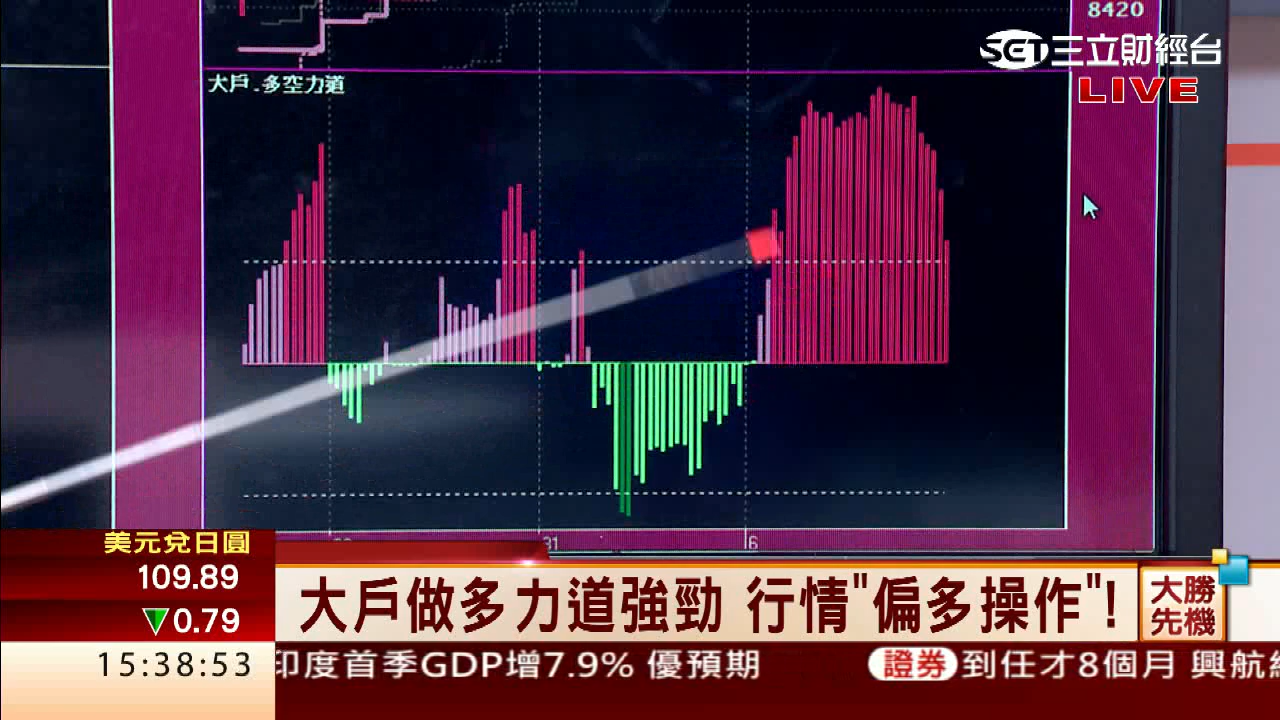 8420
SET三立財經台
LIVE
大戶.多空力道
31
6
美元兌日圓
109.89
▼0.79
15:38:53
大戶做多力道強勁 行情"偏多操作"!
大勝
先機
印度首季GDP增7.9% 優預期
證券 到任才8個月 興航